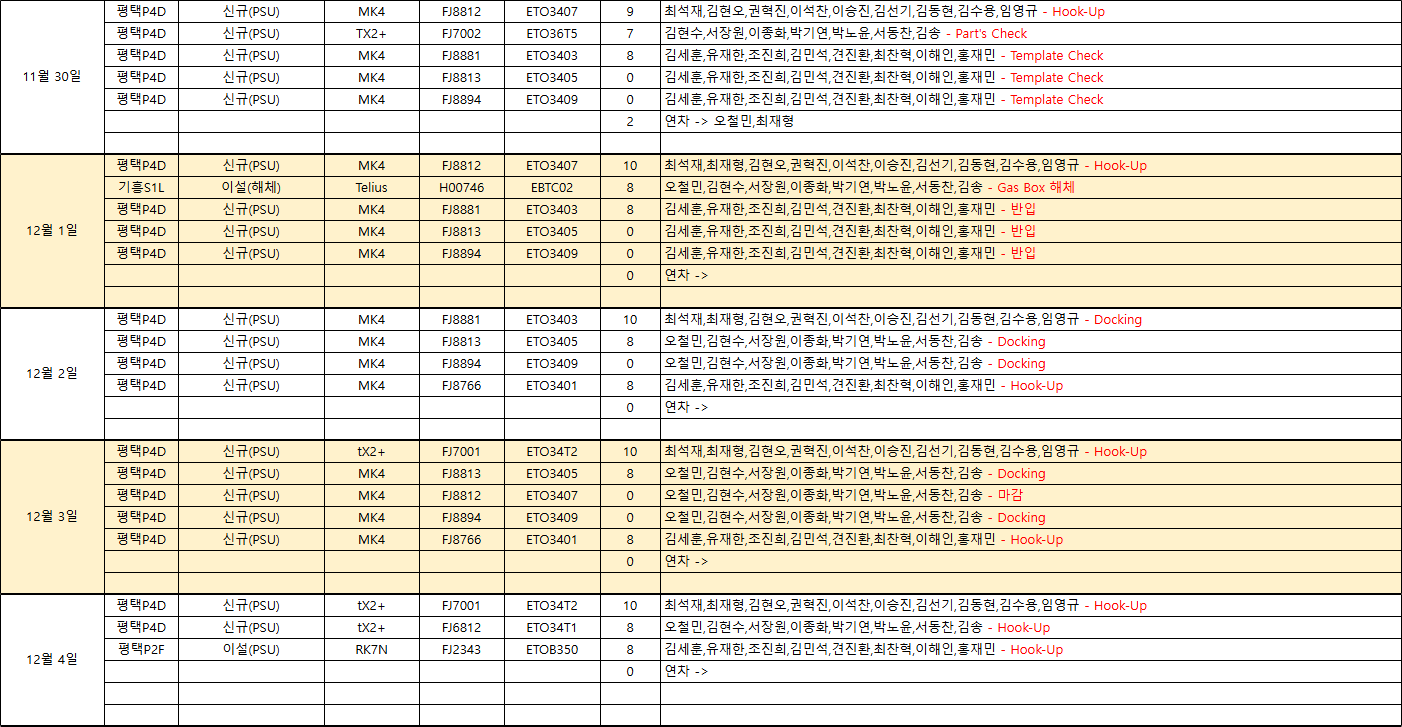 11월 30일
평택P4D 신규(PSU) MK4 FJ8812 ETO3407 9 최석재,김현오,권혁진,이석찬,이승진,김선기,김동현,김수용,임영규 - Hook-Up
평택P4D 신규(PSU) TX2+ FJ7002 ETO36T5 7 김현수,서장원,이종화,박기연,박노윤,서동찬,김송 - Part's Check
평택P4D 신규(PSU) MK4 FJ8881 ETO3403 8 김세훈,유재한,조진희,김민석,견진환,최찬혁,이해인,홍재민 - Template Check
평택P4D 신규(PSU) MK4 FJ8813 ETO3405 0 김세훈,유재한,조진희,김민석,견진환,최찬혁,이해인,홍재민 - Template Check
평택P4D 신규(PSU) MK4 FJ8894 ETO3409 0 김세훈,유재한,조진희,김민석,견진환,최찬혁,이해인,홍재민 - Template Check
2 연차 -> 오철민,최재형
12월 1일
평택P4D 신규(PSU) MK4 FJ8812 ETO3407 10 최석재,최재형,김현오,권혁진,이석찬,이승진,김선기,김동현,김수용,임영규 - Hook-Up
기흥S1L 이설(해체) Telius H00746 EBTC02 8 오철민,김현수,서장원,이종화,박기연,박노윤,서동찬,김송 - Gas Box 해체
평택P4D 신규(PSU) MK4 FJ8881 ETO3403 8 김세훈,유재한,조진희,김민석,견진환,최찬혁,이해인,홍재민 - 반입
평택P4D 신규(PSU) MK4 FJ8813 ETO3405 0 김세훈,유재한,조진희,김민석,견진환,최찬혁,이해인,홍재민 - 반입
평택P4D 신규(PSU) MK4 FJ8894 ETO3409 0 김세훈,유재한,조진희,김민석,견진환,최찬혁,이해인,홍재민 - 반입
0 연차 ->
12월 2일
평택P4D 신규(PSU) MK4 FJ8881 ETO3403 10 최석재,최재형,김현오,권혁진,이석찬,이승진,김선기,김동현,김수용,임영규 - Docking
평택P4D 신규(PSU) MK4 FJ8813 ETO3405 8 오철민,김현수,서장원,이종화,박기연,박노윤,서동찬,김송 - Docking
평택P4D 신규(PSU) MK4 FJ8894 ETO3409 0 오철민,김현수,서장원,이종화,박기연,박노윤,서동찬,김송 - Docking
평택P4D 신규(PSU) MK4 FJ8766 ETO3401 8 김세훈,유재한,조진희,김민석,견진환,최찬혁,이해인,홍재민 - Hook-Up
0 연차 ->
12월 3일
평택P4D 신규(PSU) tX2+ FJ7001 ETO34T2 10 최석재,최재형,김현오,권혁진,이석찬,이승진,김선기,김동현,김수용,임영규 - Hook-Up
평택P4D 신규(PSU) MK4 FJ8813 ETO3405 8 오철민,김현수,서장원,이종화,박기연,박노윤,서동찬,김송 - Docking
평택P4D 신규(PSU) MK4 FJ8812 ETO3407 0 오철민,김현수,서장원,이종화,박기연,박노윤,서동찬,김송 - 마감
평택P4D 신규(PSU) MK4 FJ8894 ETO3409 0 오철민,김현수,서장원,이종화,박기연,박노윤,서동찬,김송 - Docking
평택P4D 신규(PSU) MK4 FJ8766 ETO3401 8 김세훈,유재한,조진희,김민석,견진환,최찬혁,이해인,홍재민 - Hook-Up
0 연차 ->
12월 4일
평택P4D 신규(PSU) tX2+ FJ7001 ETO34T2 10 최석재,최재형,김현오,권혁진,이석찬,이승진,김선기,김동현,김수용,임영규 - Hook-Up
평택P4D 신규(PSU) tX2+ FJ6812 ETO34T1 8 오철민,김현수,서장원,이종화,박기연,박노윤,서동찬,김송 - Hook-Up
평택P2F 이설(PSU) RK7N FJ2343 ETOB350 8 김세훈,유재한,조진희,김민석,견진환,최찬혁,이해인,홍재민 - Hook-Up
0 연차 ->